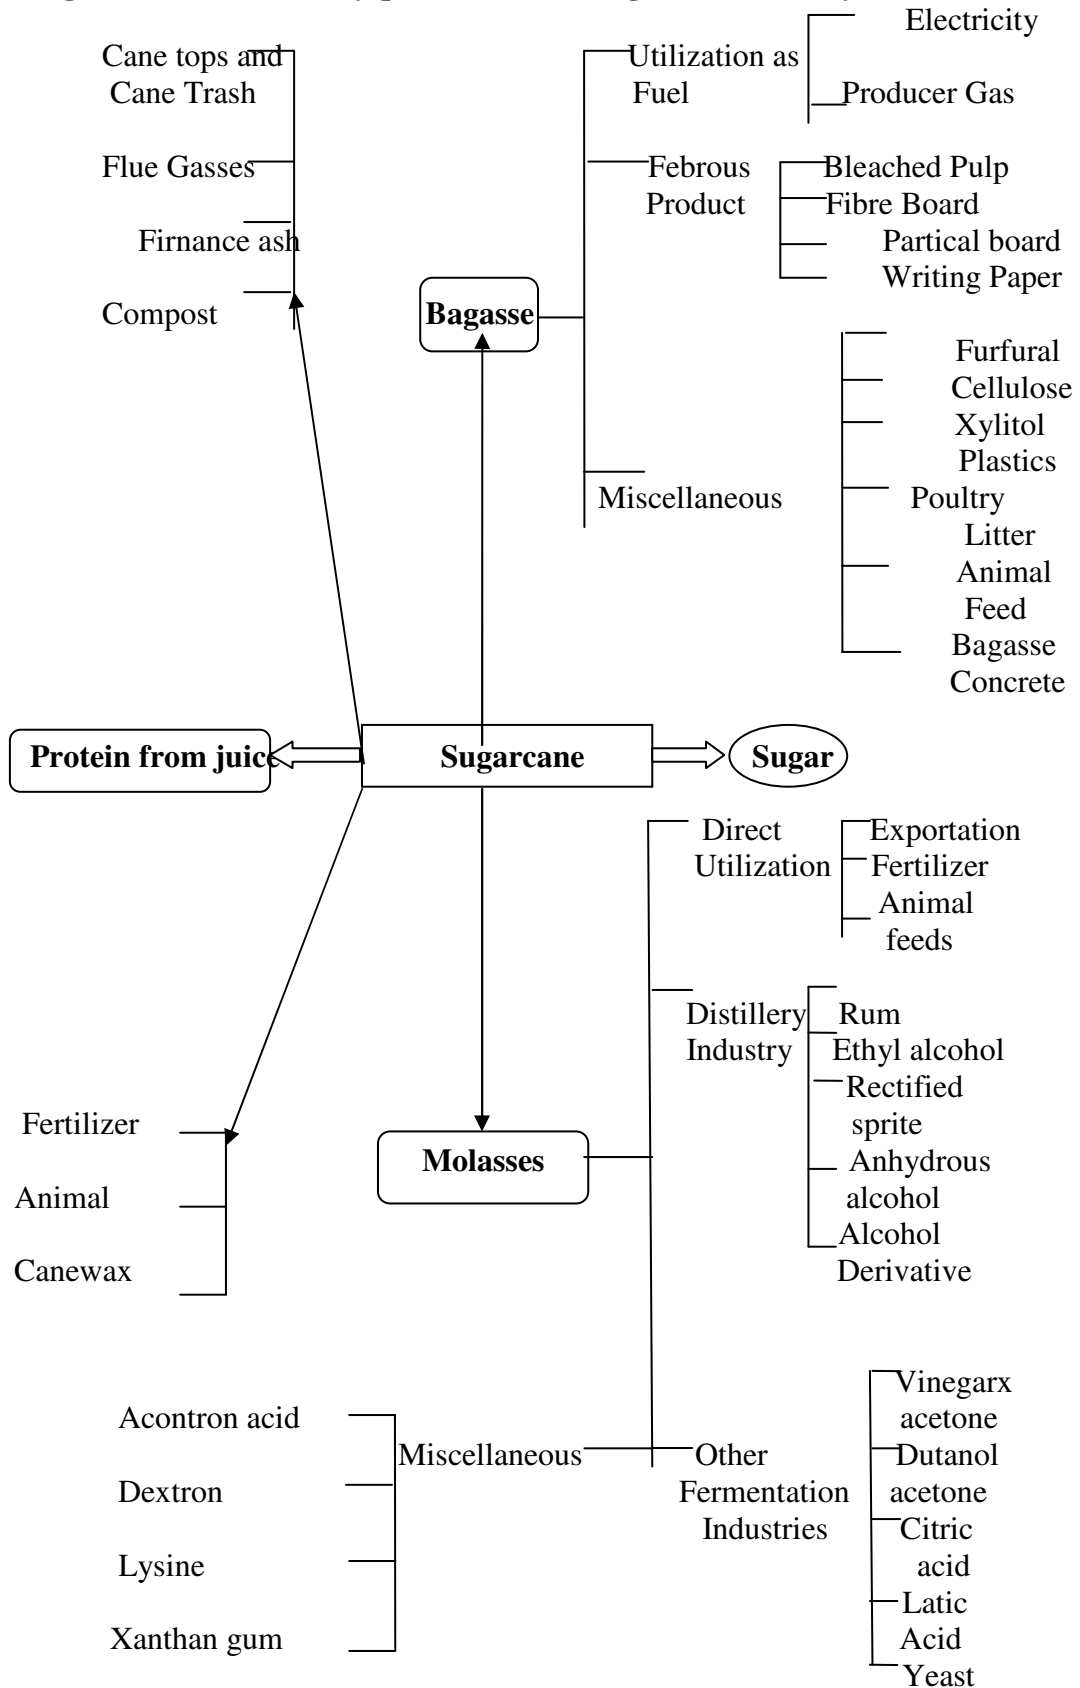 Electricity
Cane tops and
Cane Trash
Utilization as
Fuel
Producer Gas
Flue Gasses
Febrous
Product
Bleached Pulp
Fibre Board
Partical board
Writing Paper
Firnance ash
Compost
Bagasse
Furfural
Cellulose
Xylitol
Plastics
Miscellaneous
Poultry
Litter
Animal
Feed
Bagasse
Concrete
Protein from juice
Sugarcane
Sugar
Direct
Utilization
Exportation
Fertilizer
Animal
feeds
Distillery
Industry
Rum
Ethyl alcohol
Rectified
sprite
Anhydrous
alcohol
Alcohol
Derivative
Fertilizer
Animal
Canewax
Molasses
Acontron acid
Dextron
Lysine
Xanthan gum
Miscellaneous
Other
Fermentation
Industries
Vinegarx
acetone
Dutanol
acetone
Citric
acid
Latic
Acid
Yeast